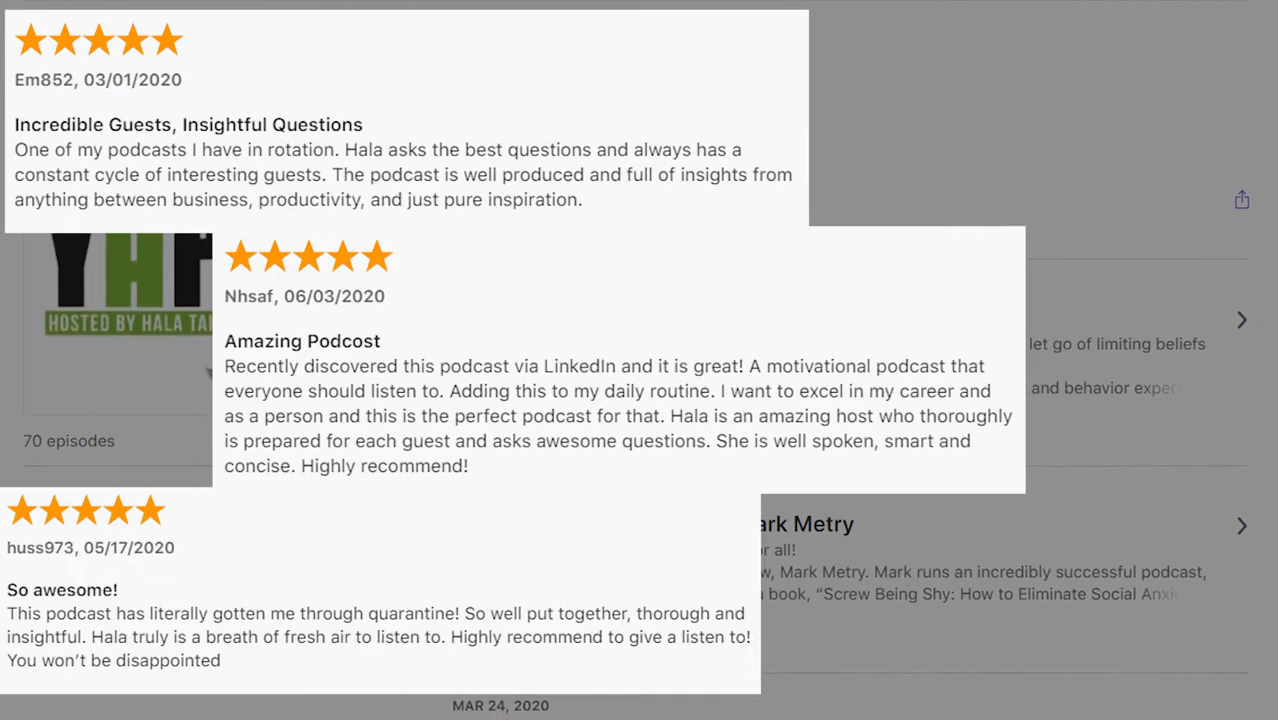 Em852, 03/01/2020
Incredible Guests, Insightful Questions
One of my podcasts I have in rotation. Hala asks the best questions and always has a
constant cycle of interesting guests. The podcast is well produced and full of insights from
anything between business, productivity, and just pure inspiration.
HOSTED BY HALA
Nhsaf, 06/03/2020
Amazing Podcost
Recently discovered this podcast via LinkedIn and it is great! A motivational podcast that
everyone should listen to. Adding this to my daily routine. I want to excel in my career and
as a person and this is the perfect podcast for that. Hala is an amazing host who thoroughly
is prepared for each guest and asks awesome questions. She is well spoken, smart and
concise. Highly recommend!
let go of limiting beliefs
and behavior
70 episodes
huss973, 05/17/2020
So awesome!
This podcast has literally gotten me through quarantine! So well put together, thorough and
insightful. Hala truly is a breath of fresh air to listen to. Highly recommend to give a listen to!
You won't be disappointed
Metry
for all!
Mark Metry. Mark runs an incredibly successful podcast,
book, “Screw Being Shy: How to Eliminate Social
MAR 24, 2020